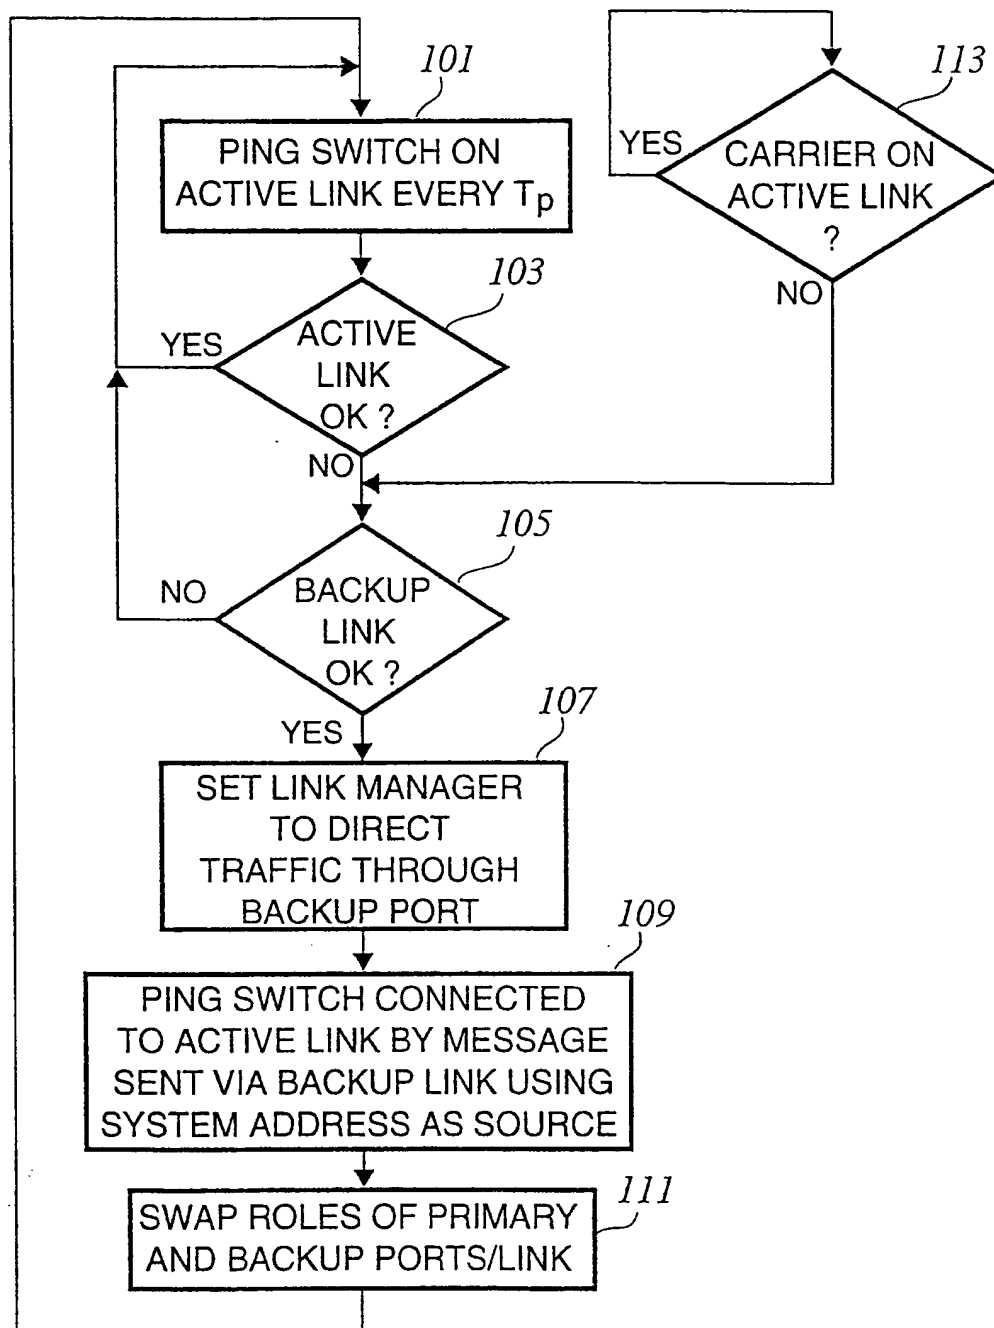 101
PING SWITCH ON
ACTIVE LINK EVERY Tp
113
YES
CARRIER ON
ACTIVE LINK
?
NO
103
YES
ACTIVE
LINK
OK ?
NO
105
NO
BACKUP
LINK
OK ?
YES
107
SET LINK MANAGER
TO DIRECT
TRAFFIC THROUGH
BACKUP PORT
109
PING SWITCH CONNECTED
TO ACTIVE LINK BY MESSAGE
SENT VIA BACKUP LINK USING
SYSTEM ADDRESS AS SOURCE
111
SWAP ROLES OF PRIMARY
AND BACKUP PORTS/LINK